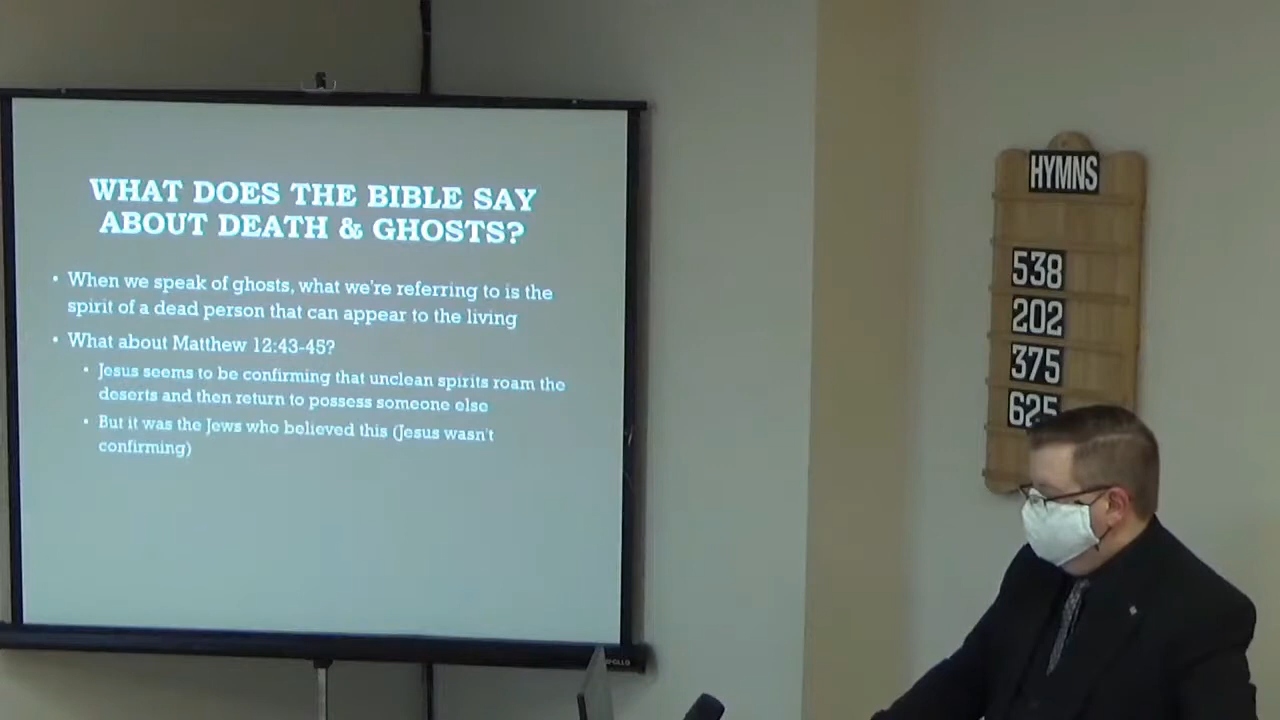 WHAT DOES THE BIBLE SAY
ABOUT DEATH & GHOSTS?
• When we speak of ghosts, what we're referring to is the
spirit of a dead person that can appear to the living
• What about Matthew 12:43-45?
• Jesus seems to be confirming that unclean spirits roam the
deserts and then return to possess someone else
• But it was the Jews who believed this (Jesus wasn't
confirming)
HYMNS
538
202
375
625